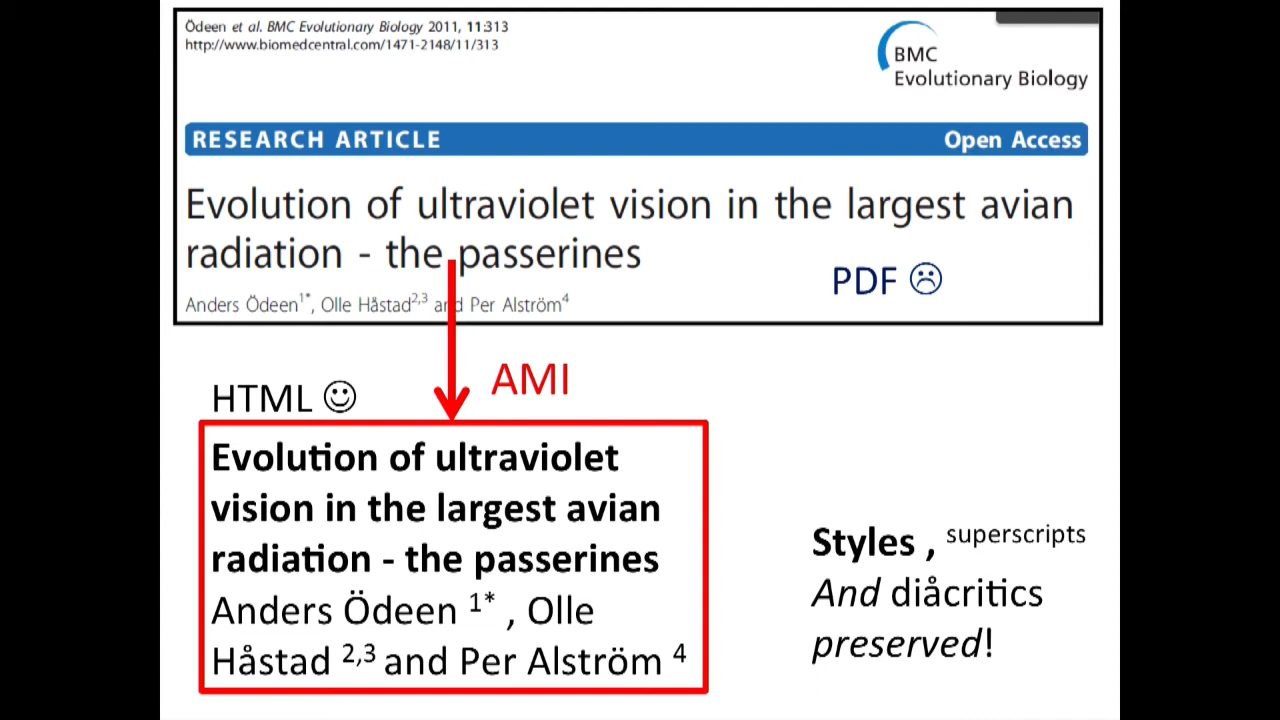 Ödeen et al. BMC Evolutionary Biology 2011, 11:313
http://www.biomedcentral.com/1471-2148/11/313
BMC
Evolutionary Biology
RESEARCH ARTICLE Open Access
Evolution of ultraviolet vision in the largest avian
radiation - the passerines
PDF ☹
Anders Ödeen1*, Olle Håstad2,3 and Per Alström4
AMI
HTML ☺
Evolution of ultraviolet
vision in the largest avian
radiation - the passerines
Anders Ödeen 1* , Olle
Håstad 2,3 and Per Alström 4
Styles , superscripts
And diåcritics
preserved!